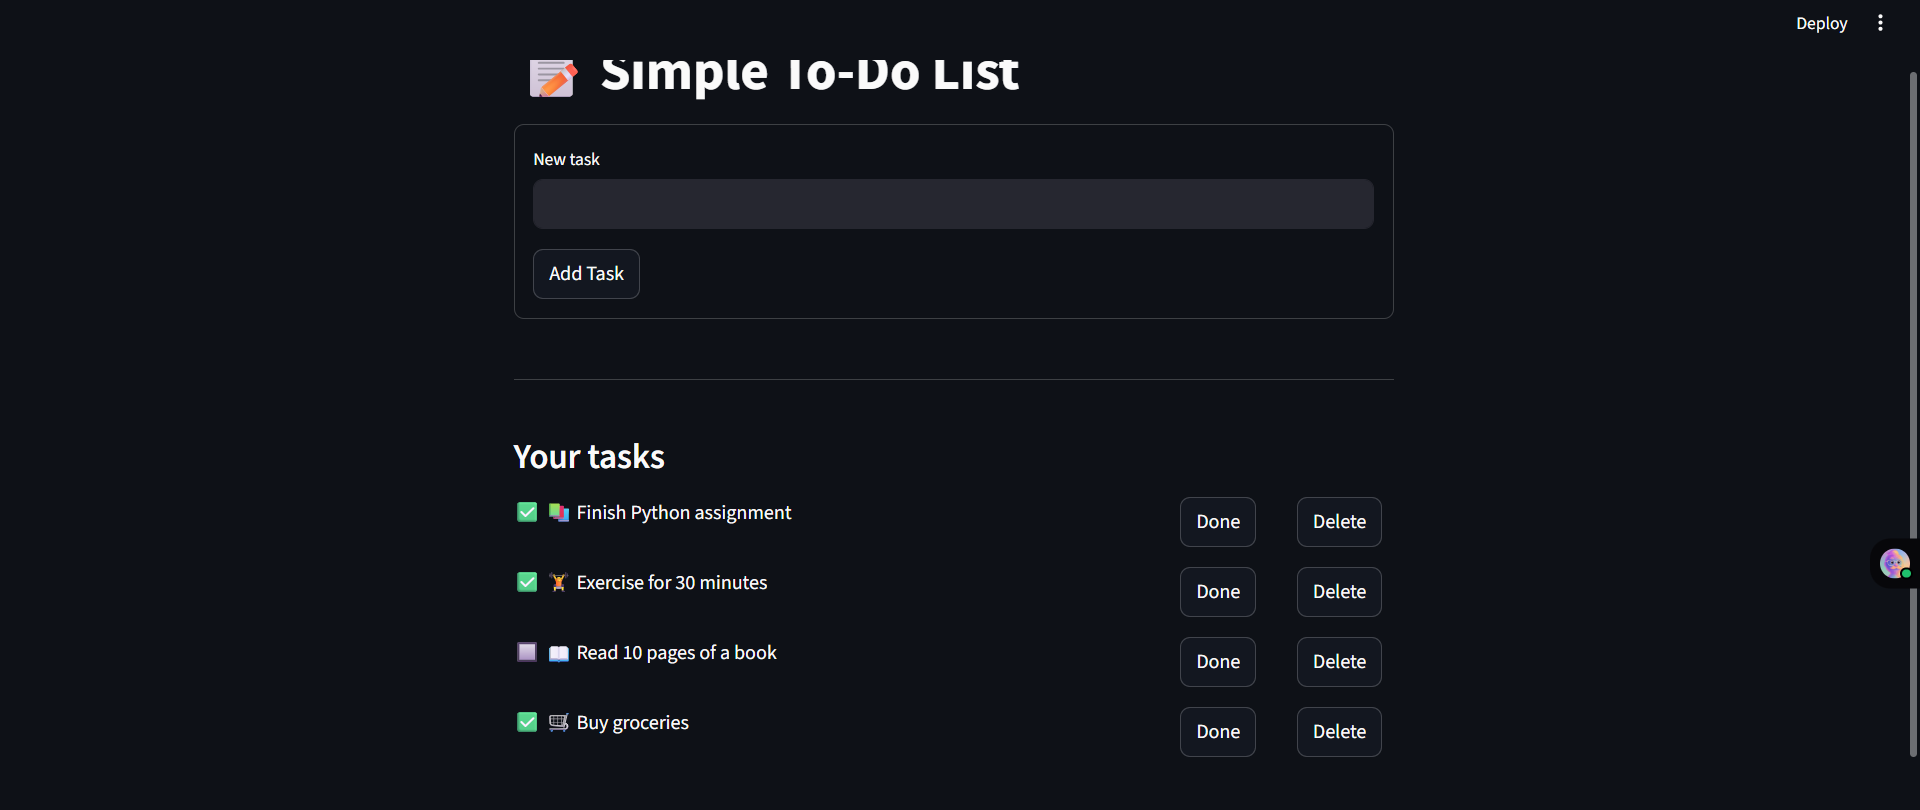 Deploy
Simple To-Do List
New task
Add Task
Your tasks
Finish Python assignment Done Delete
Exercise for 30 minutes Done Delete
Read 10 pages of a book Done Delete
Buy groceries Done Delete